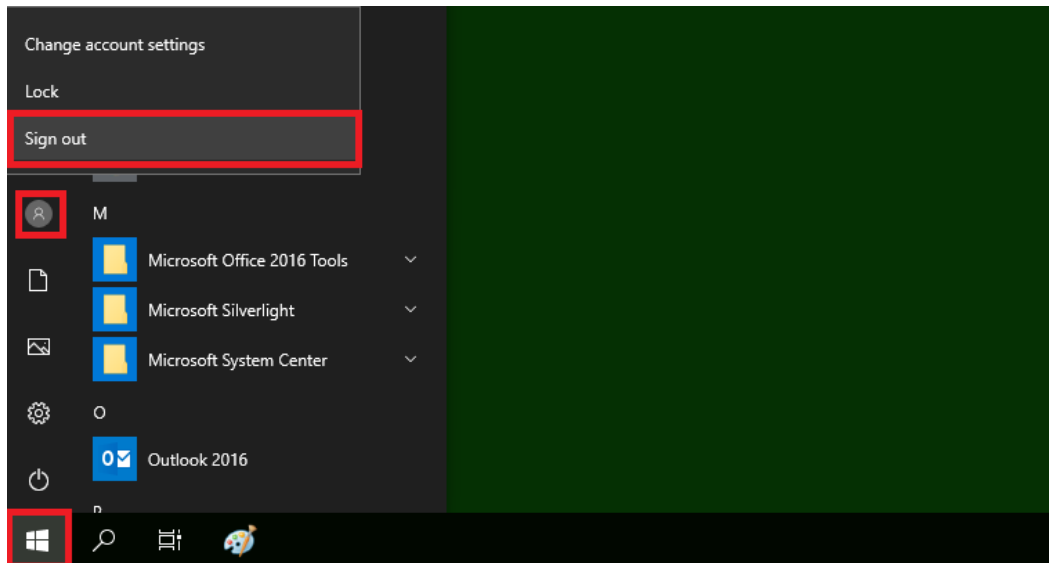 Change account settings
Lock
Sign out
M
Microsoft Office 2016 Tools
Microsoft Silverlight
Microsoft System Center
O
Outlook 2016